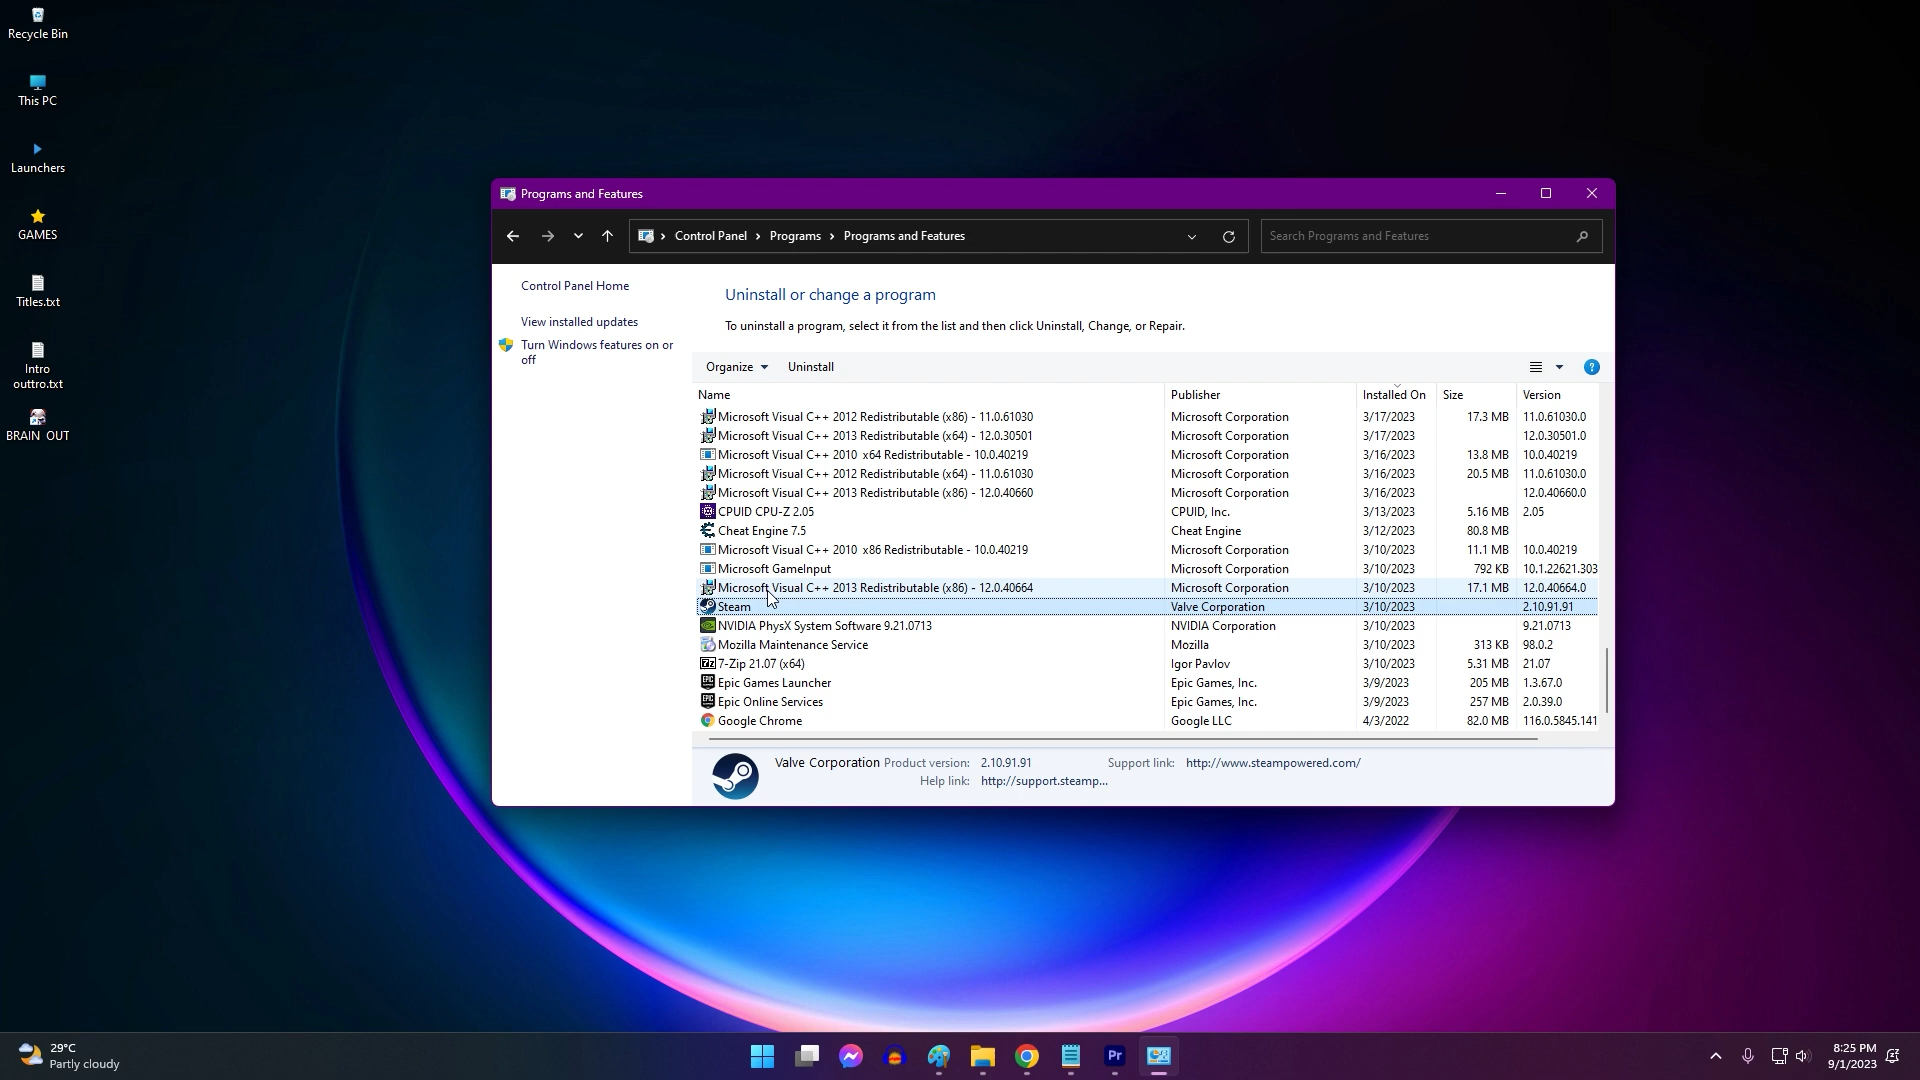 Recycle Bin
This PC
Launchers
GAMES
Titles.txt
Intro
outtro.txt
BRAIN OUT
Programs and Features
Control Panel > Programs > Programs and Features
Search Programs and Features
Control Panel Home
View installed updates
Turn Windows features on or
off
Uninstall or change a program
To uninstall a program, select it from the list and then click Uninstall, Change, or Repair.
Organize Uninstall
Name Publisher Installed On Size Version
Microsoft Visual C++ 2012 Redistributable (x86) - 11.0.61030 Microsoft Corporation 3/17/2023 17.3 MB 11.0.61030.0
Microsoft Visual C++ 2013 Redistributable (x64) - 12.0.30501 Microsoft Corporation 3/17/2023 12.0.30501.0
Microsoft Visual C++ 2010 x64 Redistributable - 10.0.40219 Microsoft Corporation 3/16/2023 13.8 MB 10.0.40219
Microsoft Visual C++ 2012 Redistributable (x64) - 11.0.61030 Microsoft Corporation 3/16/2023 20.5 MB 11.0.61030.0
Microsoft Visual C++ 2013 Redistributable (x86) - 12.0.40660 Microsoft Corporation 3/16/2023 12.0.40660.0
CPUID CPU-Z 2.05 CPUID, Inc. 3/13/2023 5.16 MB 2.05
Cheat Engine 7.5 Cheat Engine 3/12/2023 80.8 MB
Microsoft Visual C++ 2010 x86 Redistributable - 10.0.40219 Microsoft Corporation 3/10/2023 11.1 MB 10.0.40219
Microsoft GameInput Microsoft Corporation 3/10/2023 792 KB 10.1.22621.303
Microsoft Visual C++ 2013 Redistributable (x86) - 12.0.40664 Microsoft Corporation 3/10/2023 17.1 MB 12.0.40664.0
Steam Valve Corporation 3/10/2023 2.10.91.91
NVIDIA PhysX System Software 9.21.0713 NVIDIA Corporation 3/10/2023 9.21.0713
Mozilla Maintenance Service Mozilla 3/10/2023 313 KB 98.0.2
7-Zip 21.07 (x64) Igor Pavlov 3/10/2023 5.31 MB 21.07
Epic Games Launcher Epic Games, Inc. 3/9/2023 205 MB 1.3.67.0
Epic Online Services Epic Games, Inc. 3/9/2023 257 MB 2.0.39.0
Google Chrome Google LLC 4/3/2022 82.0 MB 116.0.5845.141
Valve Corporation Product version: 2.10.91.91 Support link: http://www.steampowered.com/
Help link: http://support.steamp...
29°C
Partly cloudy
Pr
8:25 PM
9/1/2023